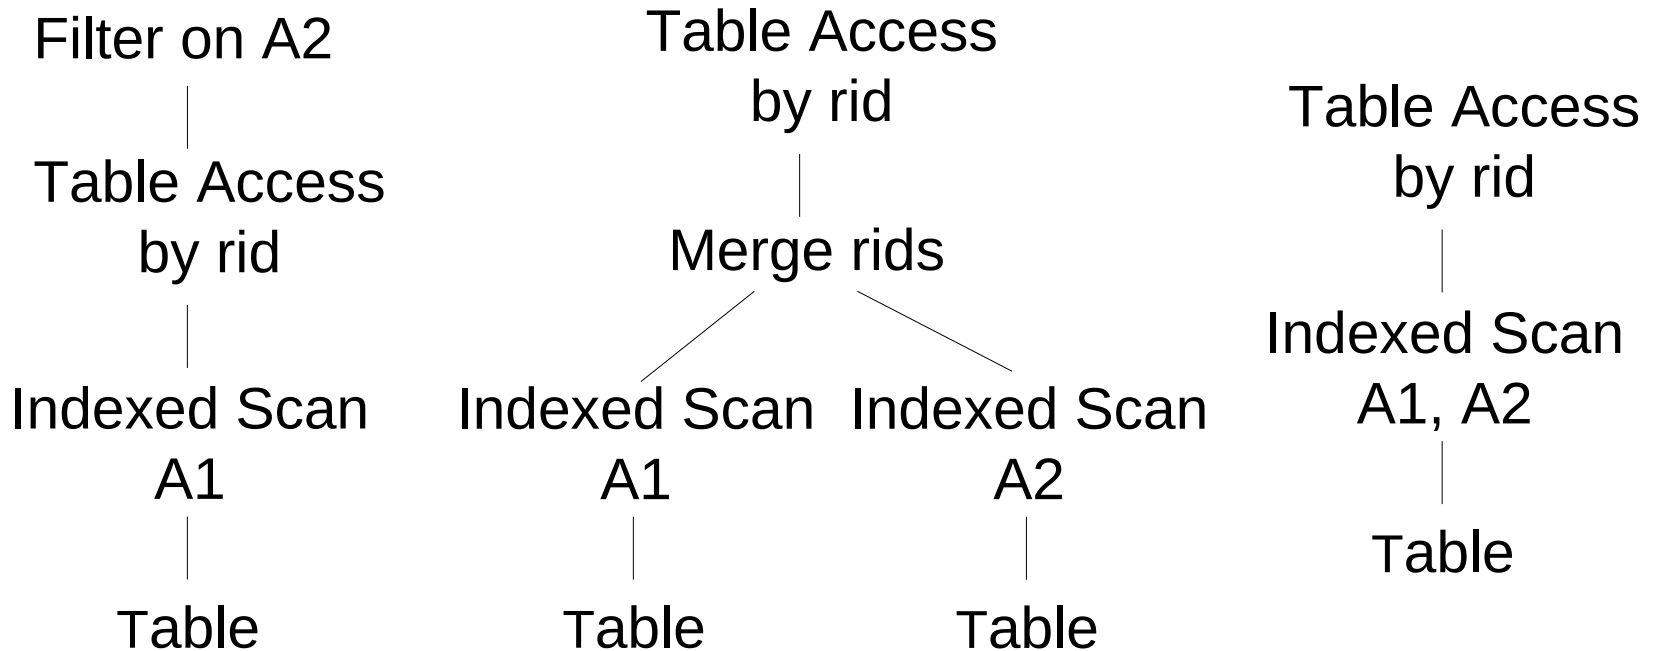 Filter on A2
Table Access
by rid
Indexed Scan
A1
Table
Table Access
by rid
Merge rids
Indexed Scan
A1
Table
Indexed Scan
A2
Table
Table Access
by rid
Indexed Scan
A1, A2
Table